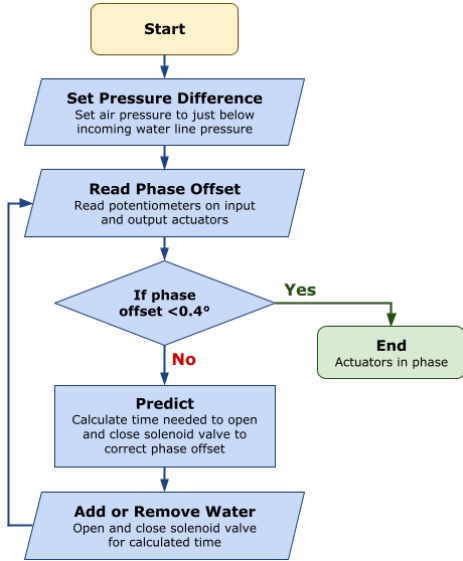 Start
Set Pressure Difference
Set air pressure to just below
incoming water line pressure
Read Phase Offset
Read potentiometers on input
and output actuators
If phase
offset <0.4°
Yes
End
Actuators in phase
No
Predict
Calculate time needed to open
and close solenoid valve to
correct phase offset
Add or Remove Water
Open and close solenoid valve
for calculated time